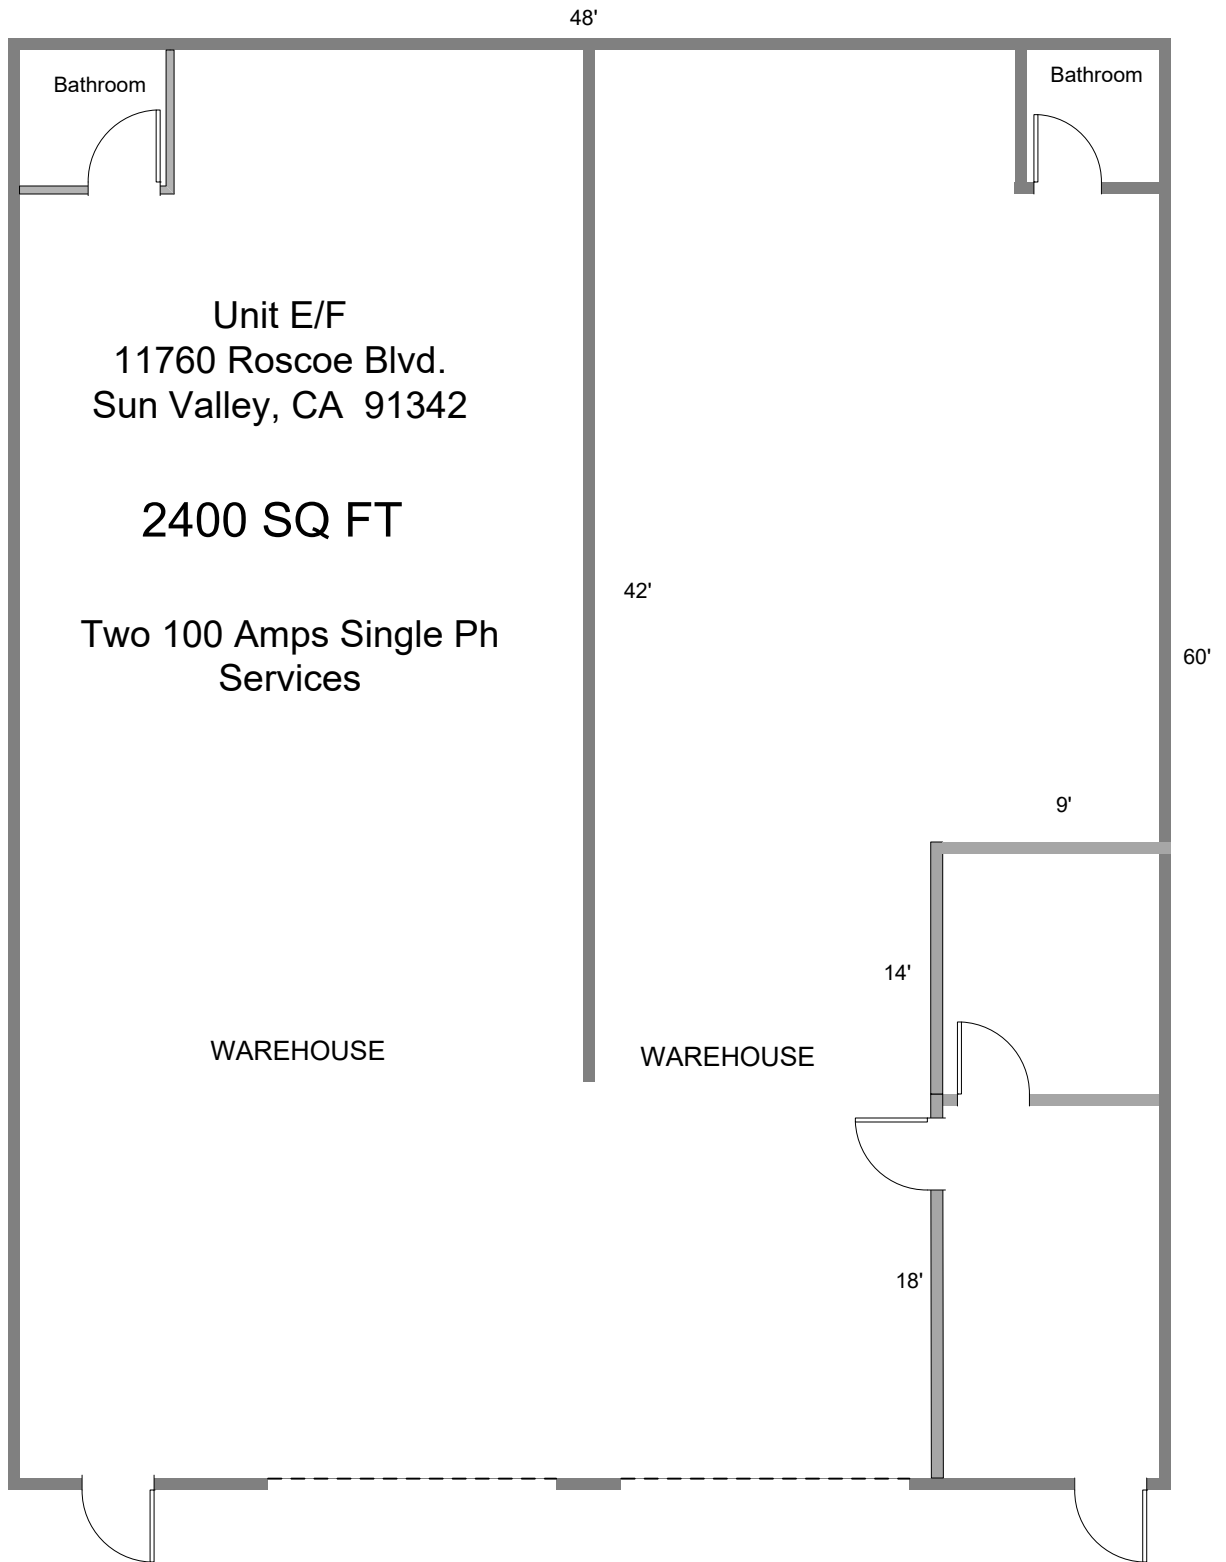 48'
Bathroom
Bathroom
Unit E/F
11760 Roscoe Blvd.
Sun Valley, CA  91342
2400 SQ FT
42'
Two 100 Amps Single Ph
Services
60'
9'
14'
WAREHOUSE
WAREHOUSE
18'